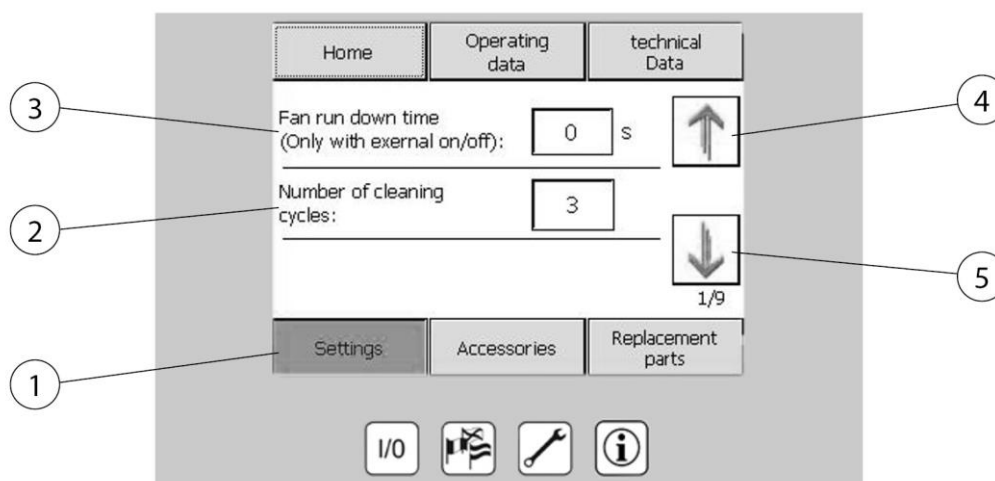 Home
Operating
data
technical
Data
3
Fan run down time
(Only with exernal on/off):
0
s
4
2
Number of cleaning
cycles:
3
5
1/9
1
Settings
Accessories
Replacement
parts
I/0
i